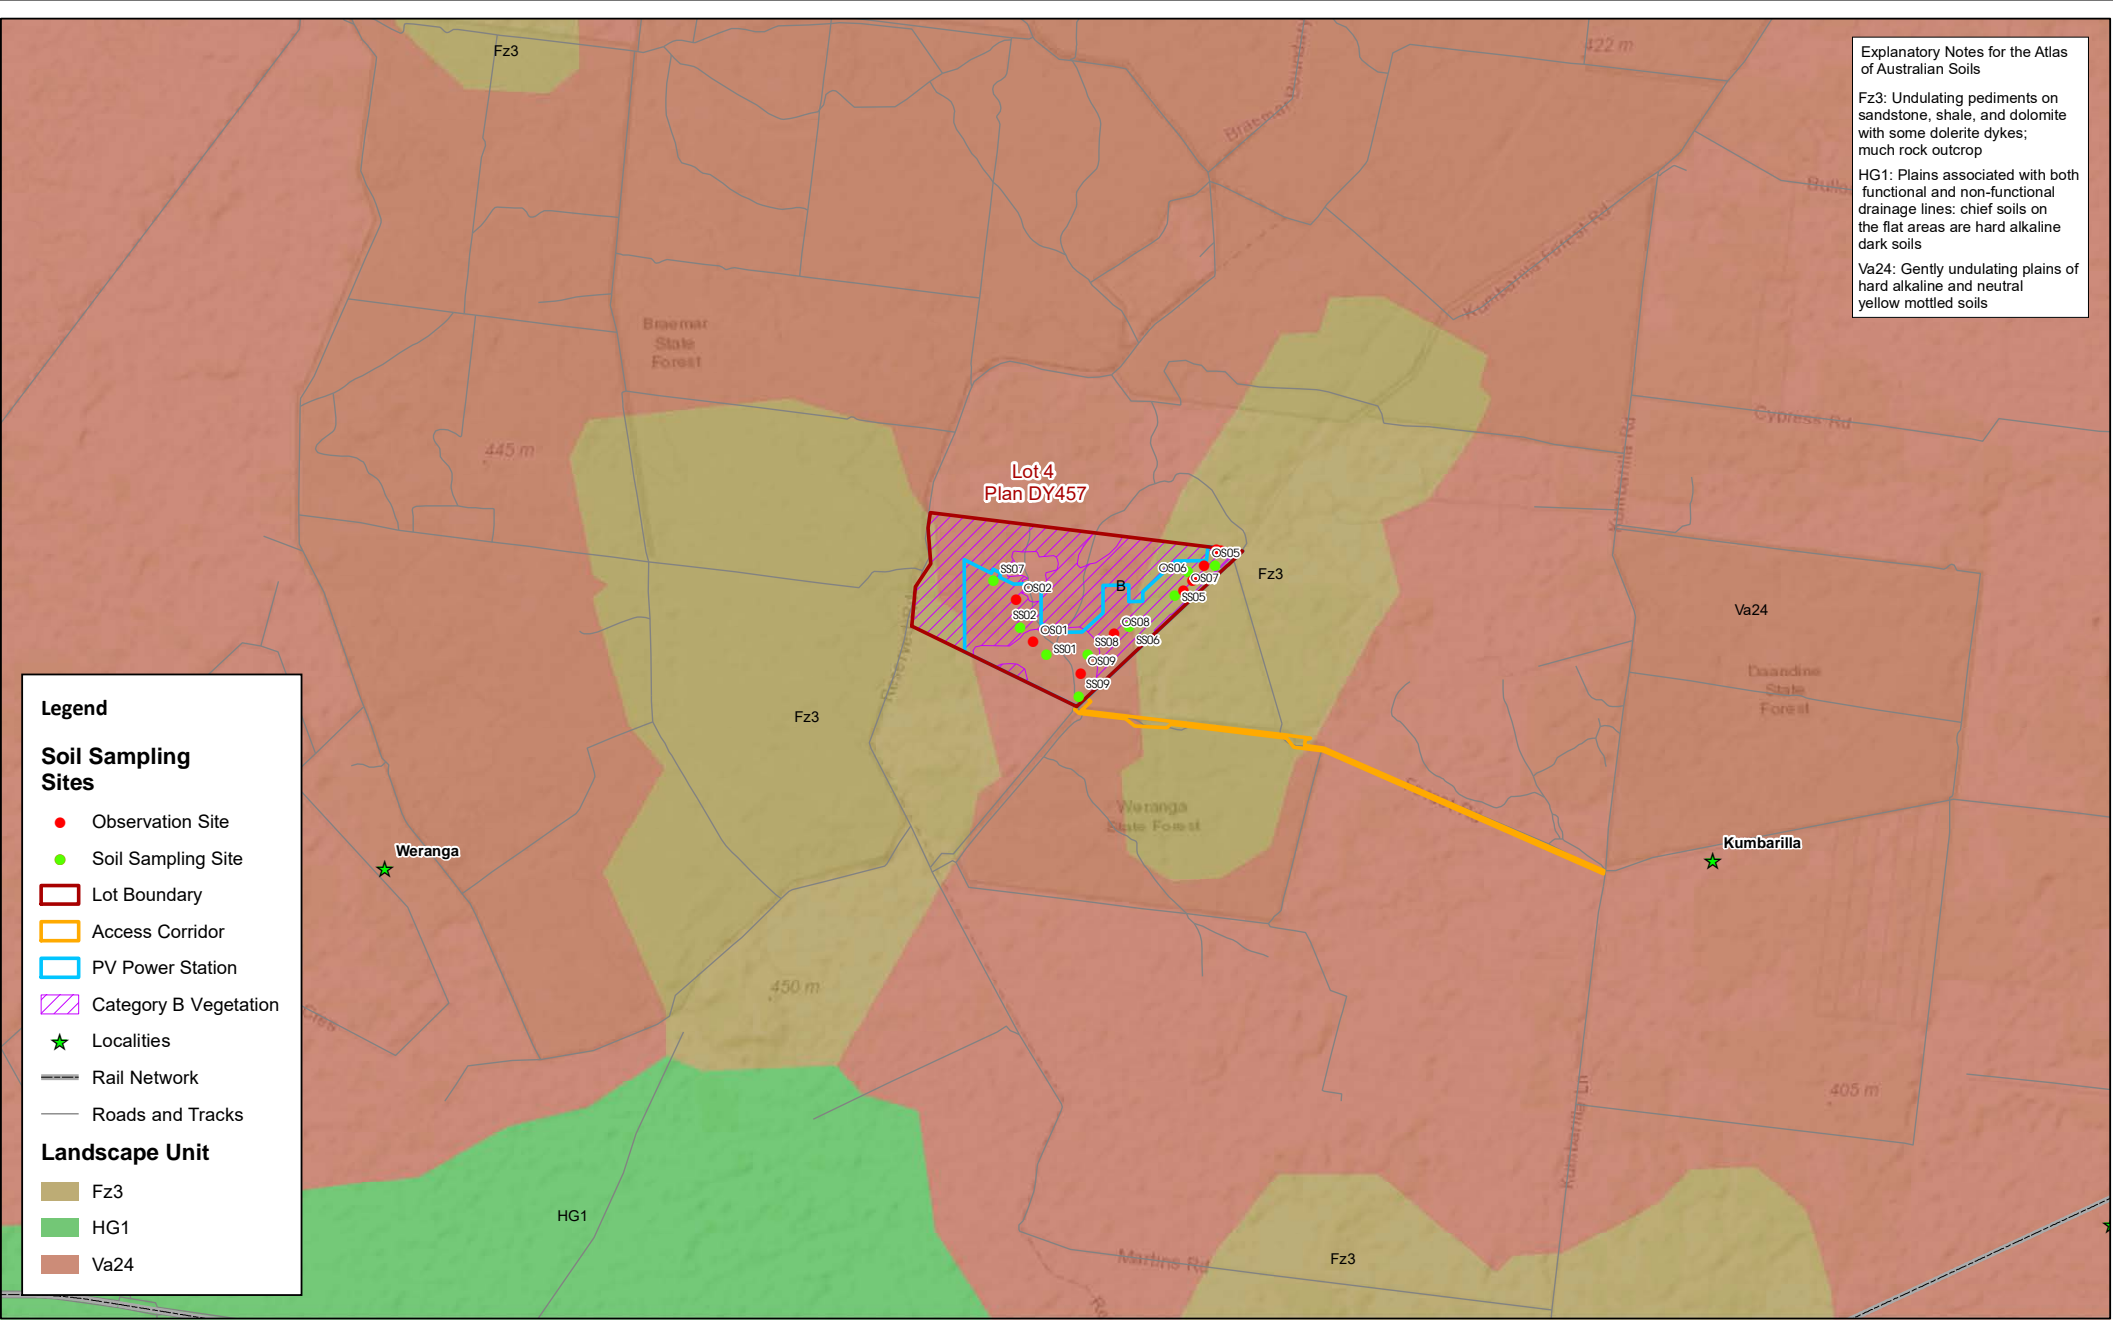 Fz3
422 m
Braemar Boundary
Explanatory Notes for the Atlas
of Australian Soils
Fz3: Undulating pediments on
sandstone, shale, and dolomite
with some dolerite dykes;
much rock outcrop
HG1: Plains associated with both
functional and non-functional
drainage lines: chief soils on
the flat areas are hard alkaline
dark soils
Va24: Gently undulating plains of
hard alkaline and neutral
yellow mottled soils
Kumbarilla Forest Rd
Braemar
State
Forest
445 m
Cypress Rd
Kumbarilla Rd
Lot 4
Plan DY457
SS07
OS02
SS02
OS01
SS01
B
OS05
OS06
OS07
SS05
OS08
SS08
SS06
OS09
SS09
Fz3
Va24
Daandine
State
Forest
Fz3
Weranga
State Forest
Forest Rd
Weranga
Kumbarilla
450 m
405 m
Kumbarilla Ln
HG1
Martins Rd
Fz3
Legend
Soil Sampling
Sites
Observation Site
Soil Sampling Site
Lot Boundary
Access Corridor
PV Power Station
Category B Vegetation
Localities
Rail Network
Roads and Tracks
Landscape Unit
Fz3
HG1
Va24